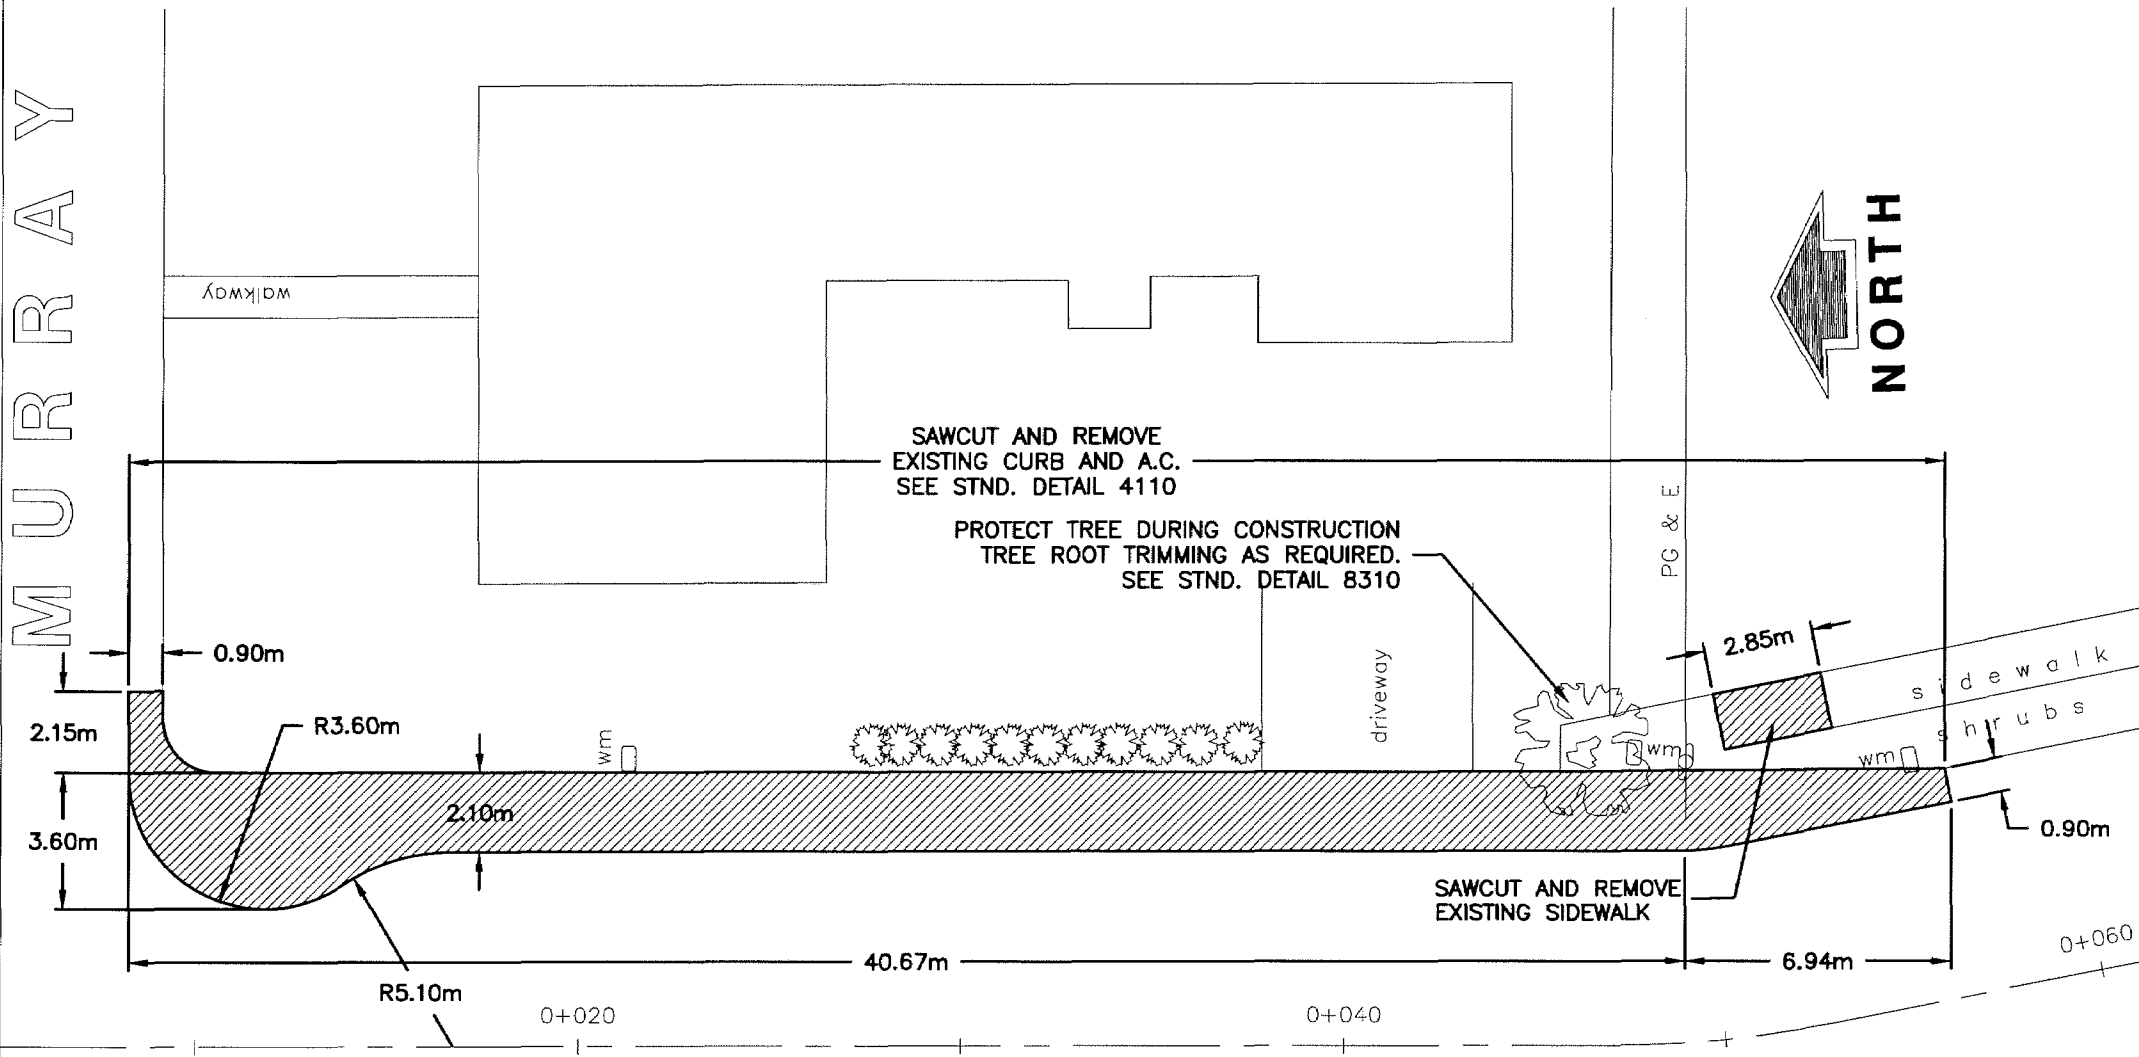 MURRAY
walkway
NORTH
SAWCUT AND REMOVE
EXISTING CURB AND A.C.
SEE STND. DETAIL 4110
PROTECT TREE DURING CONSTRUCTION
TREE ROOT TRIMMING AS REQUIRED.
SEE STND. DETAIL 8310
PG & E
0.90m
2.85m
sidewalk
shrubs
2.15m
R3.60m
wm
driveway
wm
wm
2.10m
3.60m
0.90m
SAWCUT AND REMOVE
EXISTING SIDEWALK
40.67m
6.94m
0+060
R5.10m
0+020
0+040